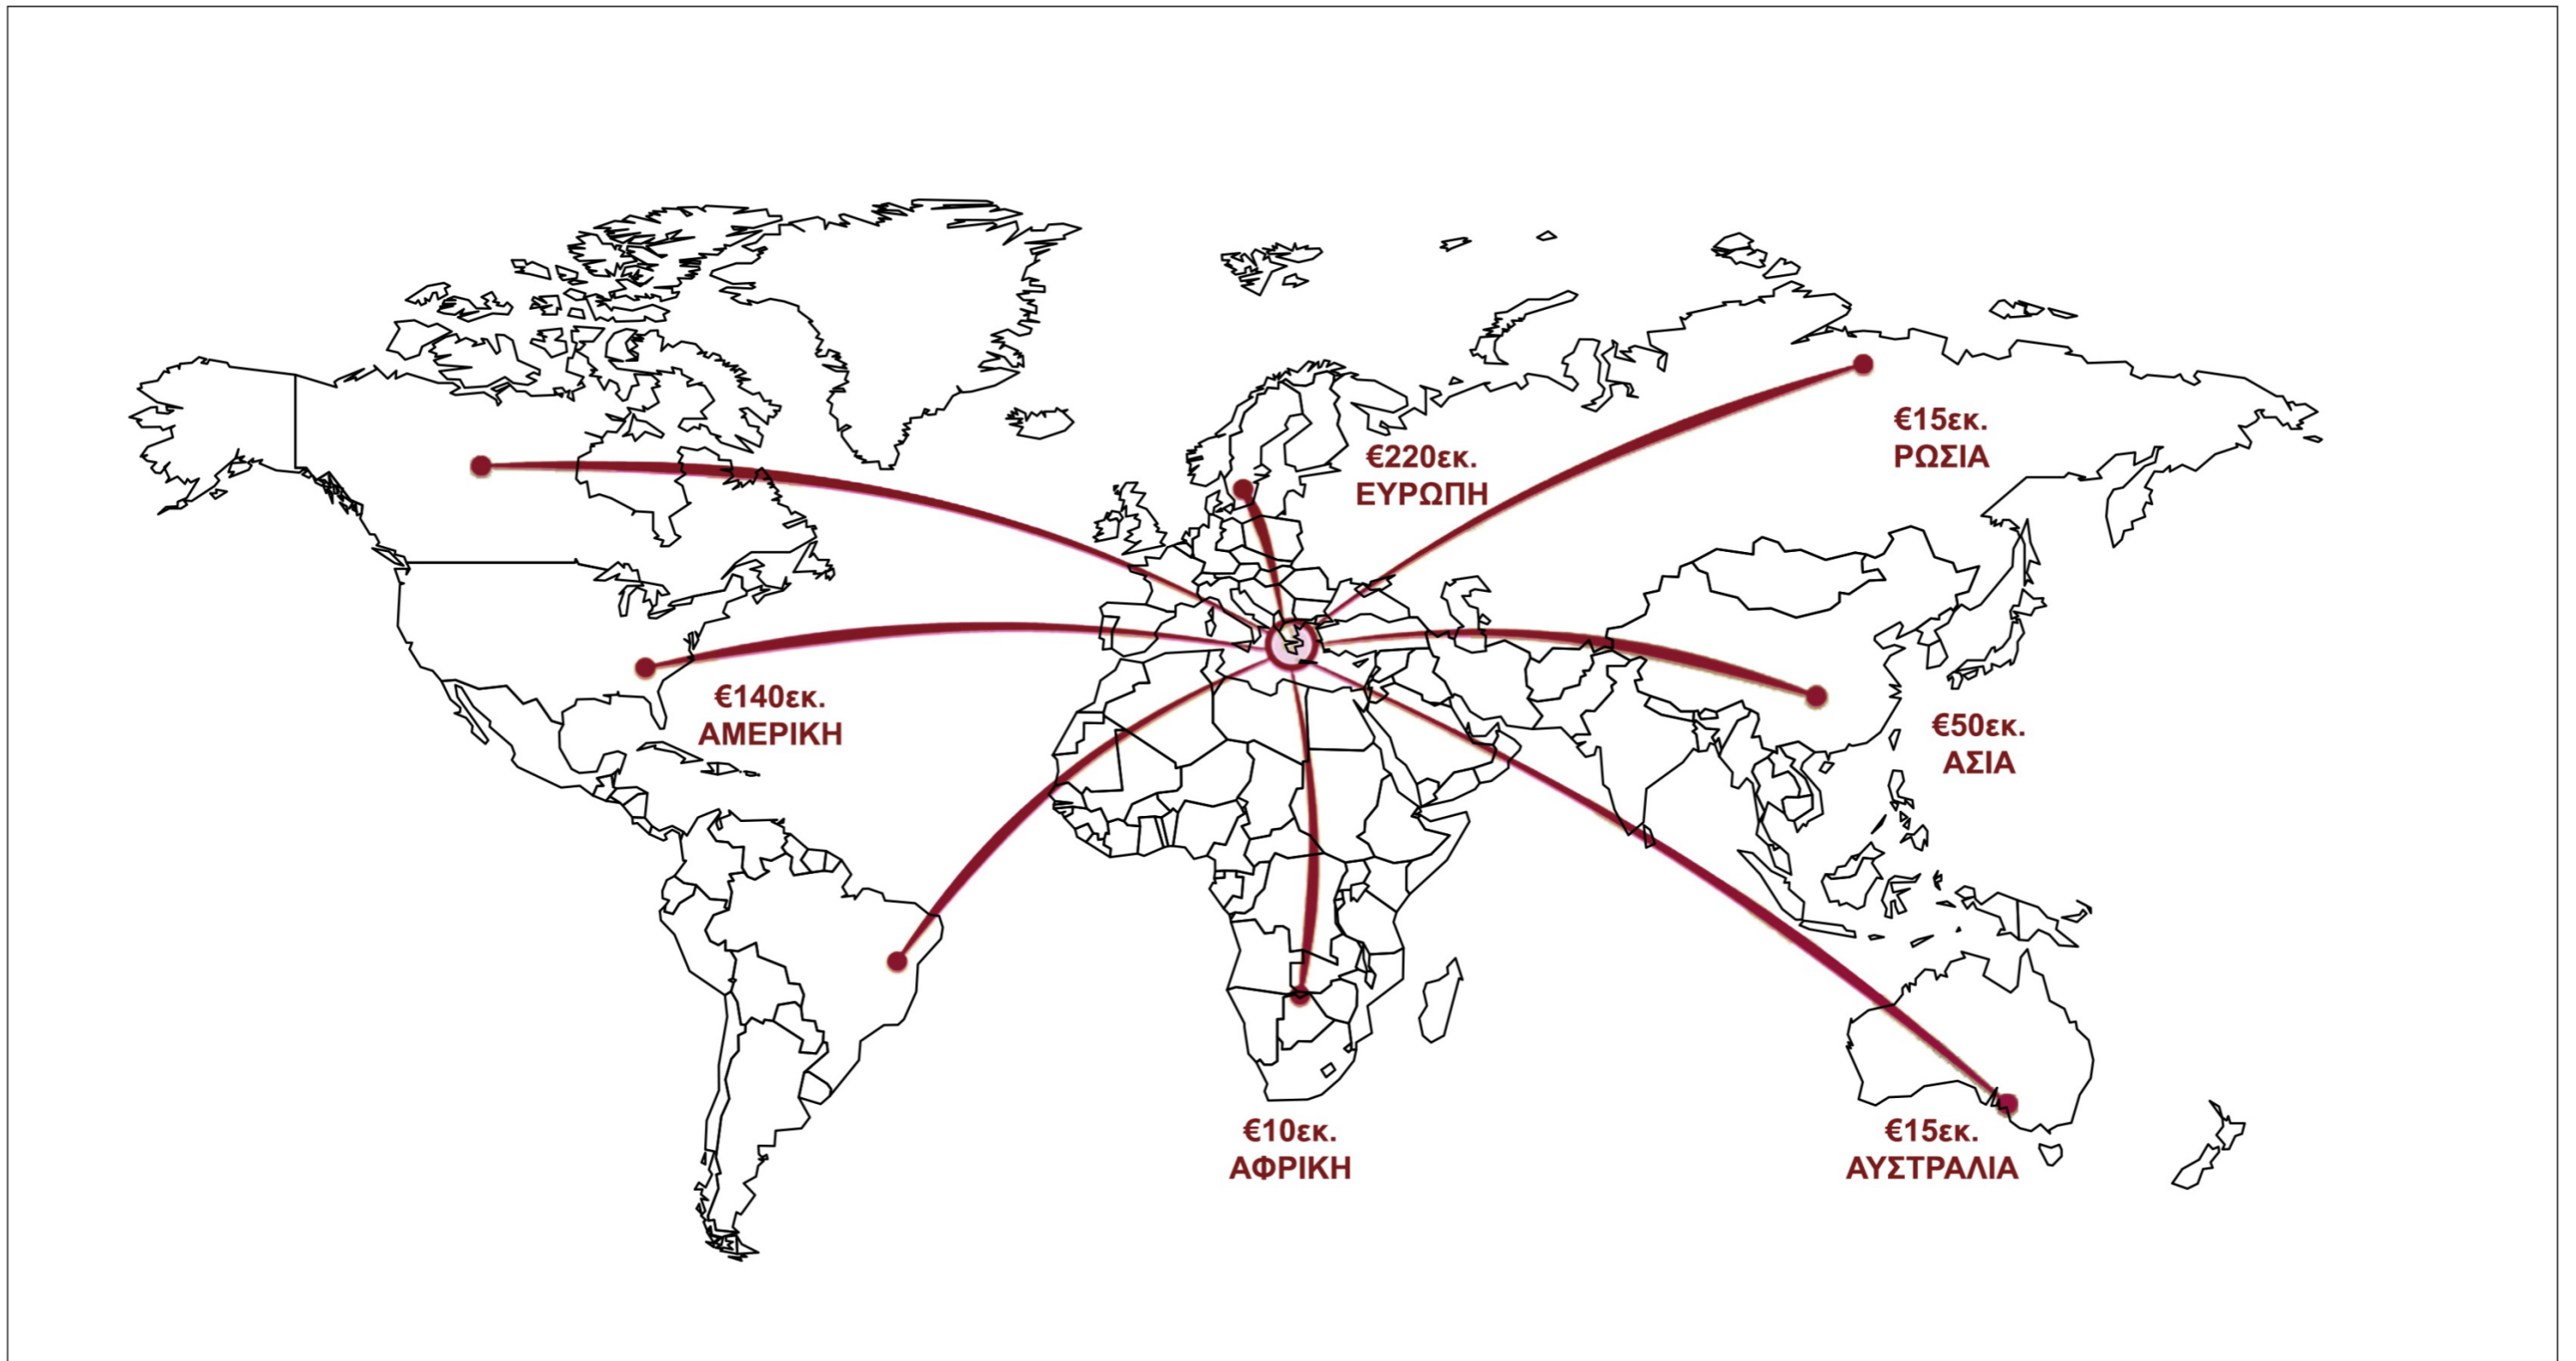 €15εκ.
ΡΩΣΙΑ
€220εκ.
ΕΥΡΩΠΗ
€140εκ.
ΑΜΕΡΙΚΗ
€50εκ.
ΑΣΙΑ
€10εκ.
ΑΦΡΙΚΗ
€15εκ.
ΑΥΣΤΡΑΛΙΑ